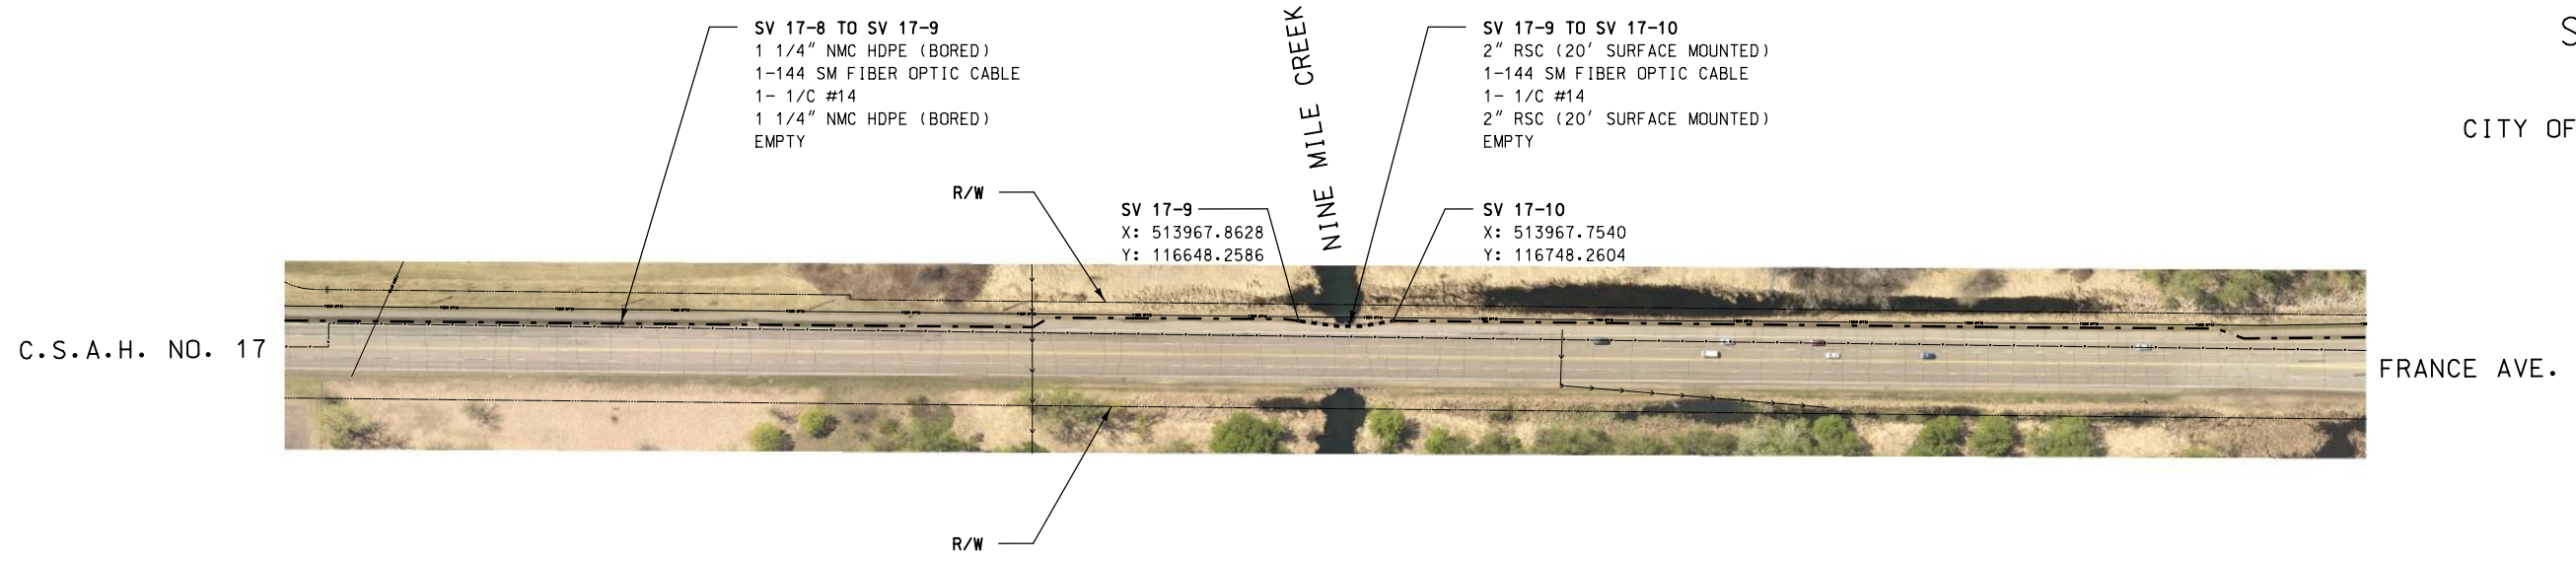 SV 17-8 TO SV 17-9
1 1/4" NMC HDPE (BORED)
1-144 SM FIBER OPTIC CABLE
1- 1/C #14
1 1/4" NMC HDPE (BORED)
EMPTY
NINE MILE CREEK
SV 17-9 TO SV 17-10
2" RSC (20' SURFACE MOUNTED)
1-144 SM FIBER OPTIC CABLE
1- 1/C #14
2" RSC (20' SURFACE MOUNTED)
EMPTY
S
CITY OF
R/W
SV 17-9
X: 513967.8628
Y: 116648.2586
SV 17-10
X: 513967.7540
Y: 116748.2604
C.S.A.H. NO. 17
FRANCE AVE.
R/W